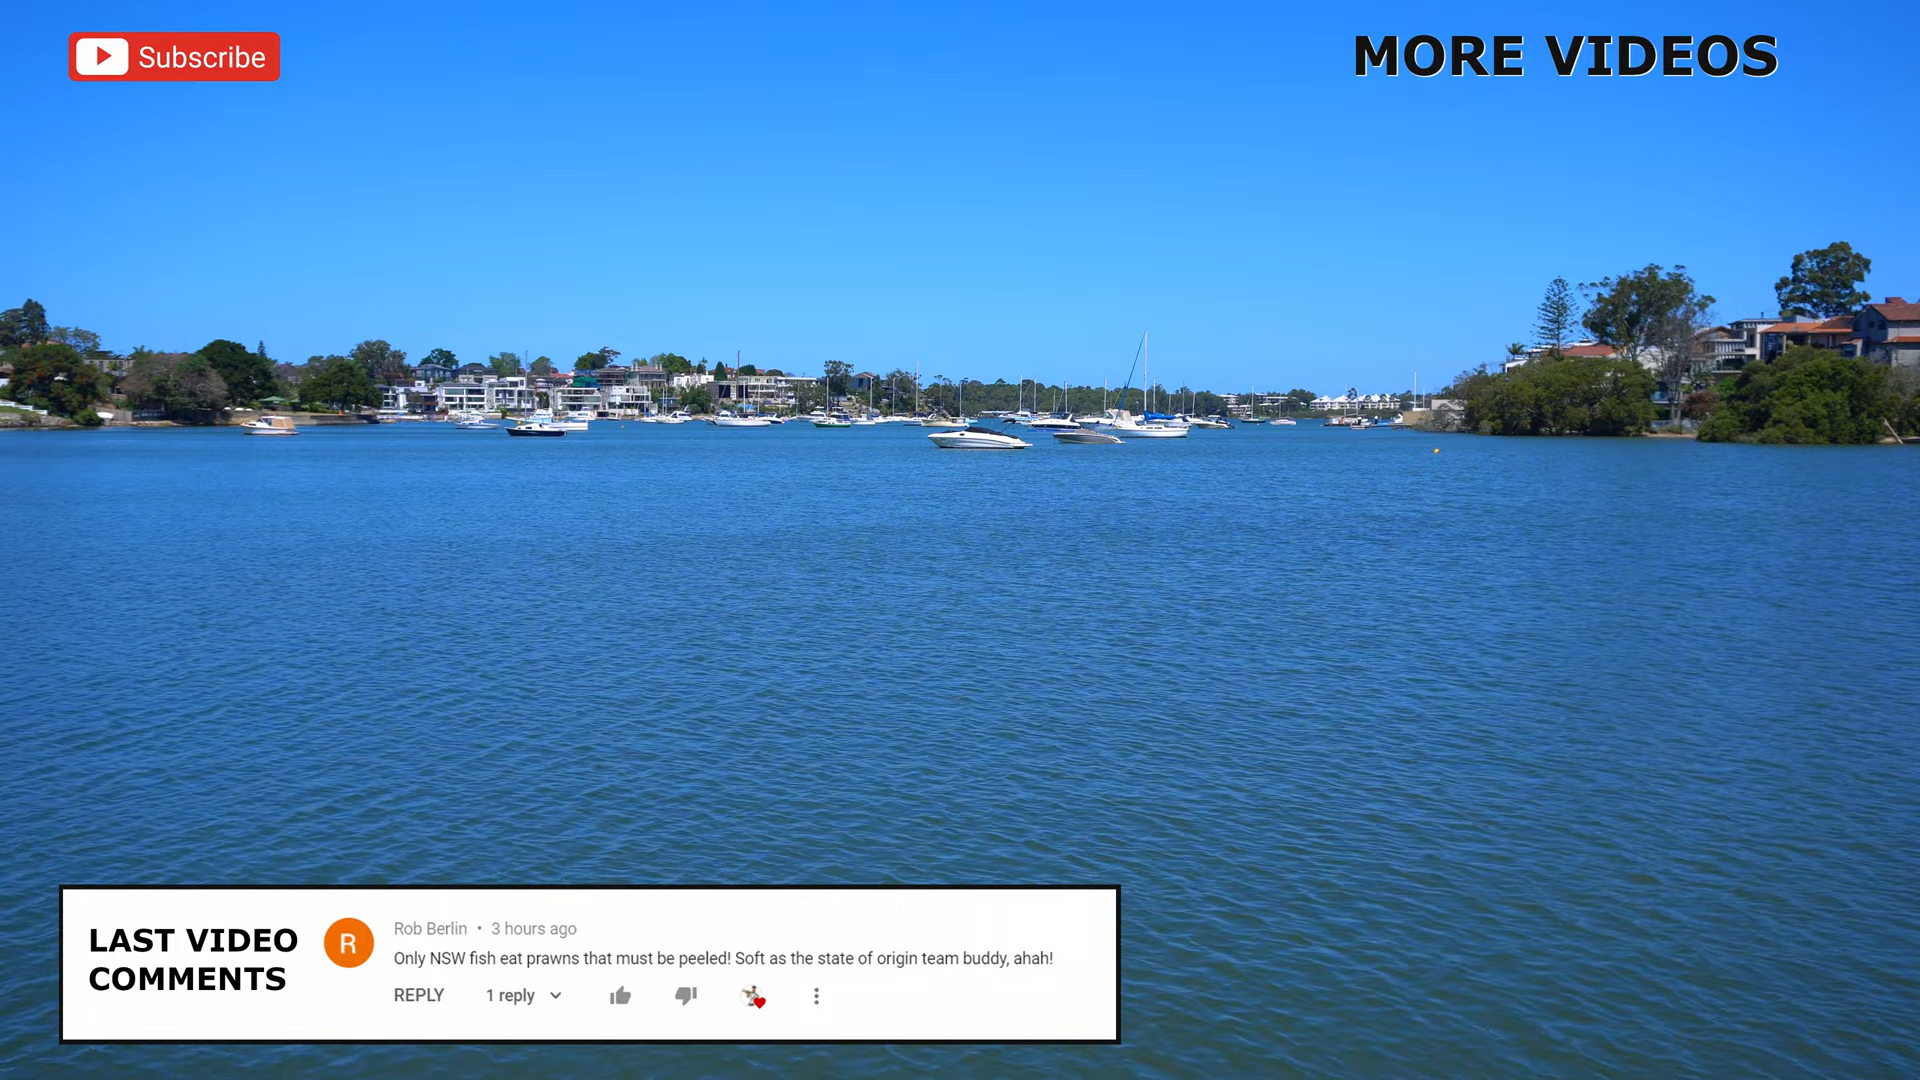 Subscribe
MORE VIDEOS
LAST VIDEO
COMMENTS
R
Rob Berlin • 3 hours ago
Only NSW fish eat prawns that must be peeled! Soft as the state of origin team buddy, ahah!
REPLY 1 reply